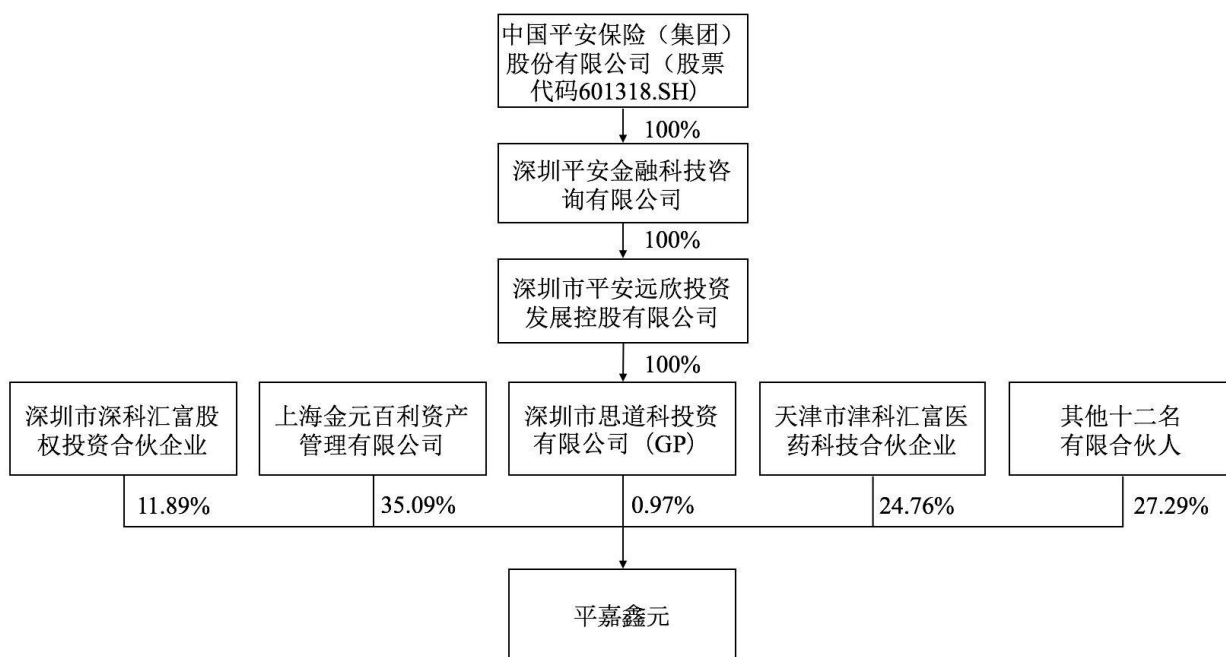 中国平安保险（集团）
股份有限公司（股票
代码601318.SH）
100%
深圳平安金融科技咨
询有限公司
100%
深圳市平安远欣投资
发展控股有限公司
100%
深圳市深科汇富股
权投资合伙企业
上海金元百利资产
管理有限公司
深圳市思道科投资
有限公司（GP）
天津市津科汇富医
药科技合伙企业
其他十二名
有限合伙人
11.89%
35.09%
0.97%
24.76%
27.29%
平嘉鑫元